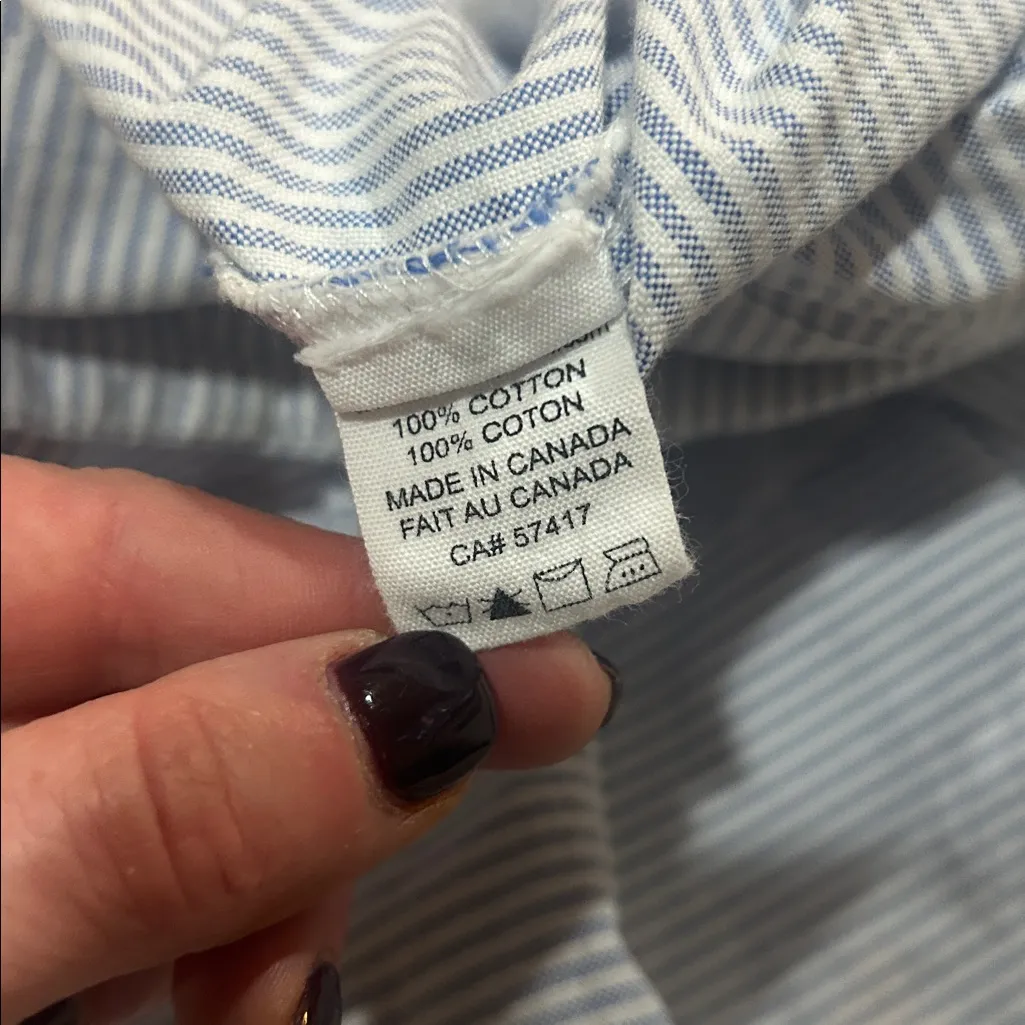 100% COTTON
100% COTON
MADE IN CANADA
FAIT AU CANADA
CA# 57417